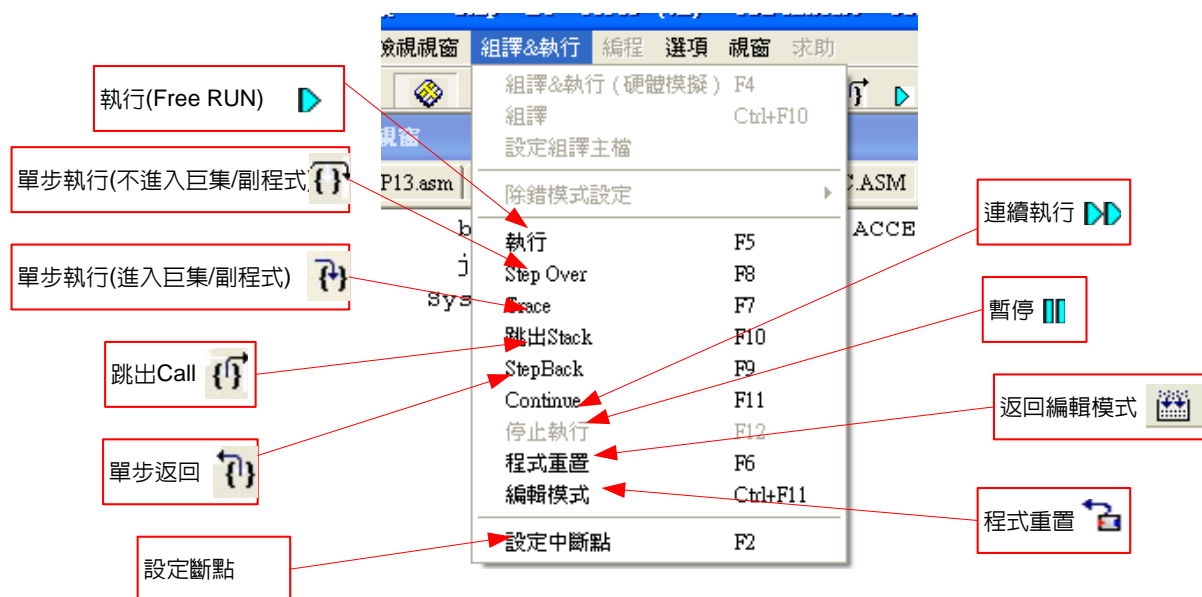 檢視視窗 組譯&執行 編程 選項 視窗 求助
組譯&執行 ( 硬體模擬 ) F4
組譯 Ctrl+F10
設定組譯主檔
視窗
P13.asm
.ASM
除錯模式設定
ACCE
執行 F5
Step Over F8
Trace F7
跳出Stack F10
StepBack F9
Continue F11
停止執行 F12
程式重置 F6
編輯模式 Ctrl+F11
設定中斷點 F2
b
j
Sys
執行(Free RUN)
單步執行(不進入巨集/副程式)
單步執行(進入巨集/副程式)
跳出Call
單步返回
設定斷點
連續執行
暫停
返回編輯模式
程式重置